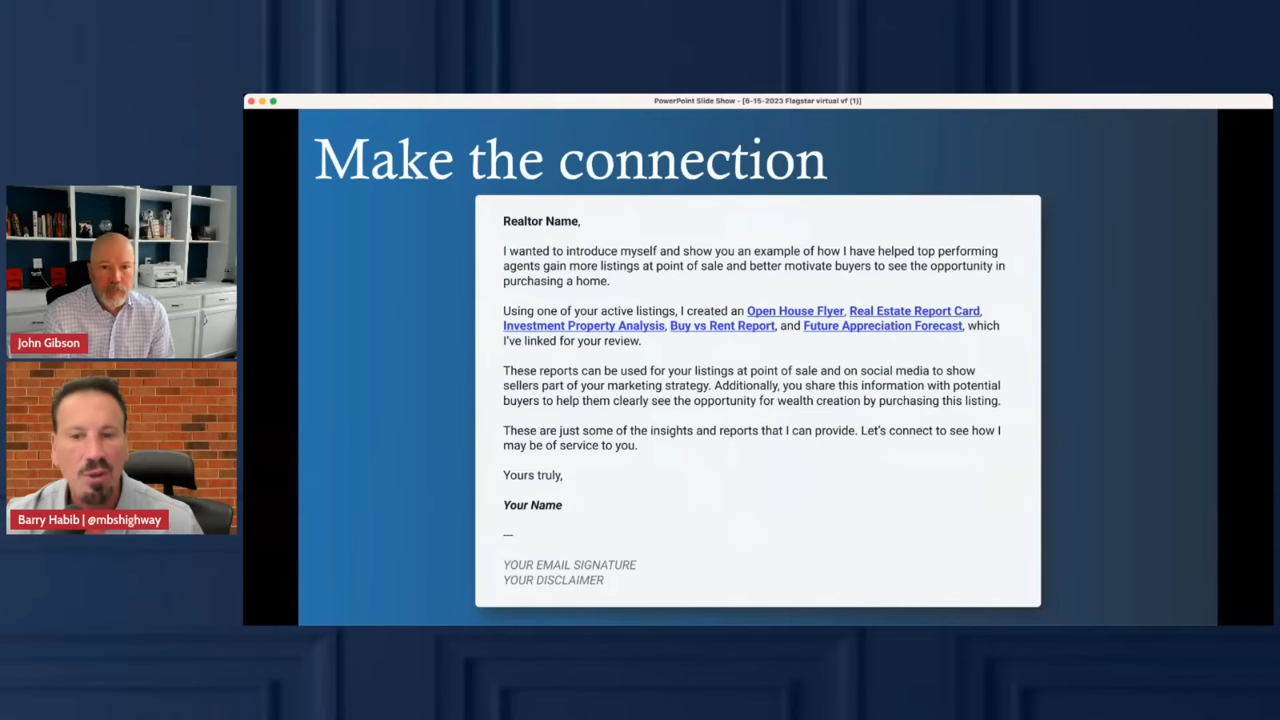 PowerPoint Slide Show - [6-15-2023 Flagstar virtual vf (1)]
Make the connection
Realtor Name,
I wanted to introduce myself and show you an example of how I have helped top performing
agents gain more listings at point of sale and better motivate buyers to see the opportunity in
purchasing a home.
Using one of your active listings, I created an Open House Flyer, Real Estate Report Card,
Investment Property Analysis, Buy vs Rent Report, and Future Appreciation Forecast, which
I've linked for your review.
These reports can be used for your listings at point of sale and on social media to show
sellers part of your marketing strategy. Additionally, you share this information with potential
buyers to help them clearly see the opportunity for wealth creation by purchasing this listing.
These are just some of the insights and reports that I can provide. Let's connect to see how I
may be of service to you.
Yours truly,
Your Name
—
YOUR EMAIL SIGNATURE
YOUR DISCLAIMER
John Gibson
Barry Habib | @mbshighway